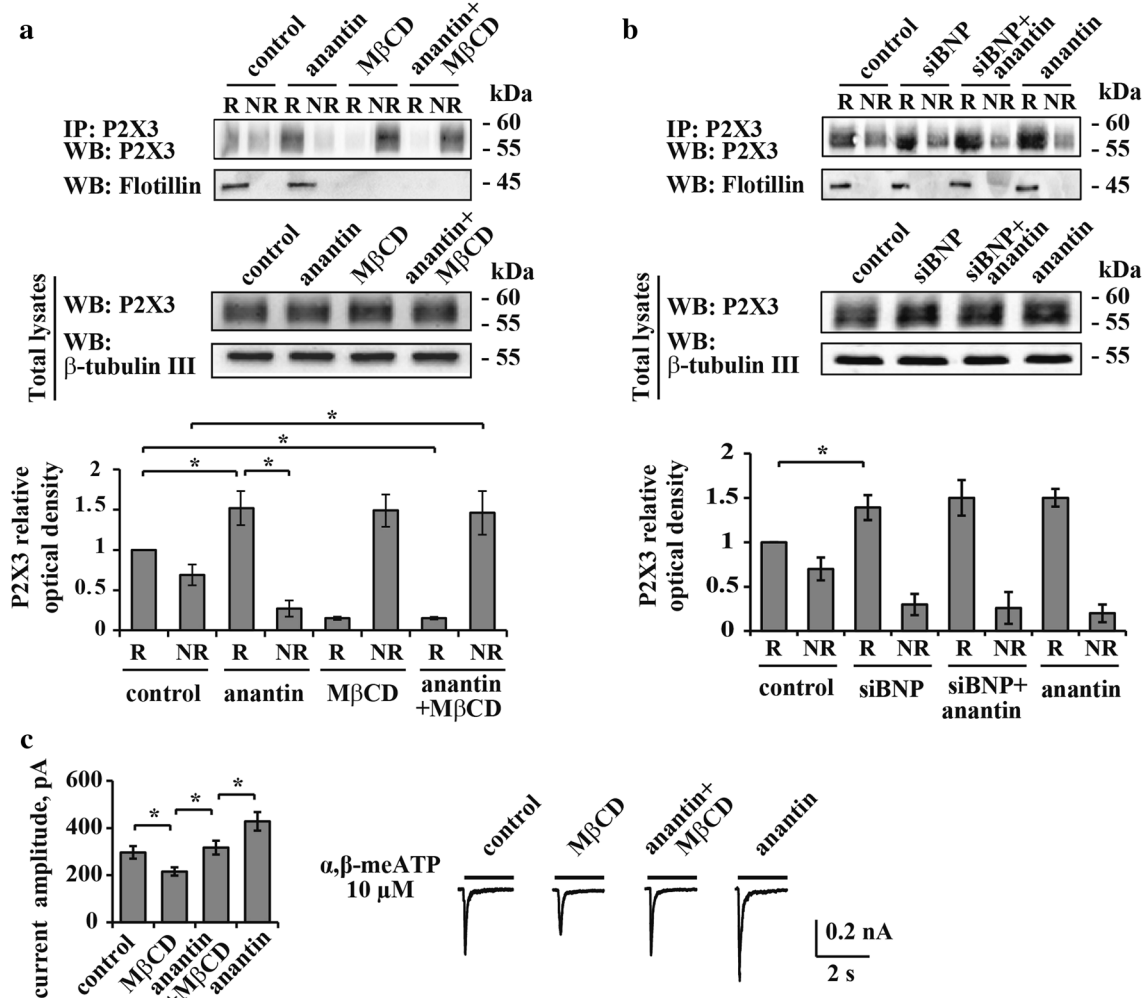 a
control anantin MβCD anantin+ MβCD
R NR R NR R NR R NR
kDa
IP: P2X3
WB: P2X3
- 60
- 55
WB: Flotillin
- 45
control anantin MβCD anantin+ MβCD
kDa
Total lysates
WB: P2X3
- 60
- 55
WB:
β-tubulin III
- 55
* 
*
* *
P2X3 relative
optical density
2
1.5
1
0.5
0
R NR R NR R NR R NR
control anantin MβCD anantin
+MβCD
b
control siBNP siBNP+ anantin anantin
R NR R NR R NR R NR
kDa
IP: P2X3
WB: P2X3
- 60
- 55
WB: Flotillin
- 45
control siBNP siBNP+ anantin anantin
kDa
Total lysates
WB: P2X3
- 60
- 55
WB:
β-tubulin III
- 55
*
P2X3 relative
optical density
2
1.5
1
0.5
0
R NR R NR R NR R NR
control siBNP siBNP+
anantin anantin
c
current amplitude, pA
600
400
200
0
* * *
control MβCD anantin +MβCD anantin
α,β-meATP
10 µM
control MβCD anantin+ MβCD anantin
0.2 nA
2 s